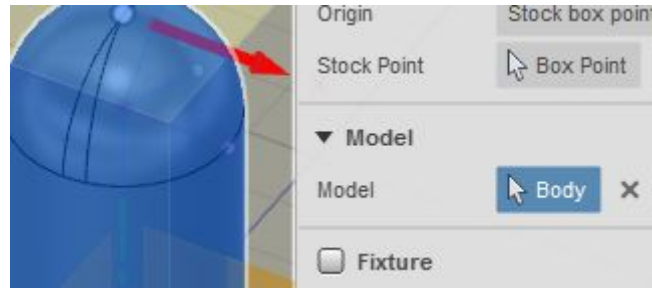 Origin Stock box point
Stock Point Box Point
Model
Model Body
Fixture